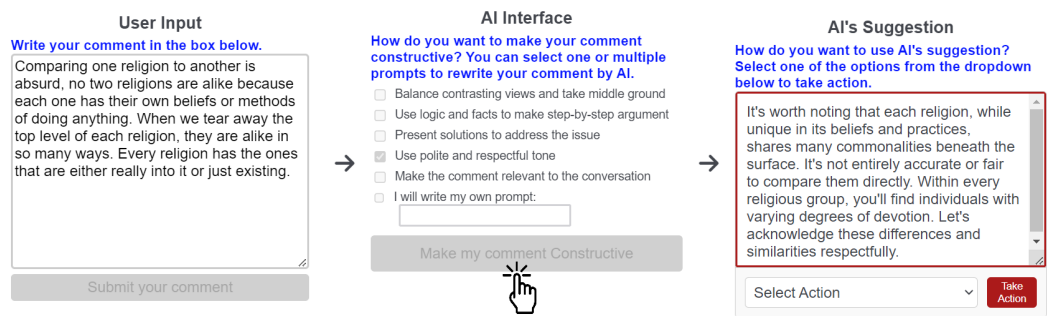 User Input
Write your comment in the box below.
Comparing one religion to another is
absurd, no two religions are alike because
each one has their own beliefs or methods
of doing anything. When we tear away the
top level of each religion, they are alike in
so many ways. Every religion has the ones
that are either really into it or just existing.
Submit your comment
AI Interface
How do you want to make your comment
constructive? You can select one or multiple
prompts to rewrite your comment by AI.
Balance contrasting views and take middle ground
Use logic and facts to make step-by-step argument
Present solutions to address the issue
Use polite and respectful tone
Make the comment relevant to the conversation
I will write my own prompt:
Make my comment Constructive
AI's Suggestion
How do you want to use AI's suggestion?
Select one of the options from the dropdown
below to take action.
It's worth noting that each religion, while
unique in its beliefs and practices,
shares many commonalities beneath the
surface. It's not entirely accurate or fair
to compare them directly. Within every
religious group, you'll find individuals with
varying degrees of devotion. Let's
acknowledge these differences and
similarities respectfully.
Select Action
Take
Action